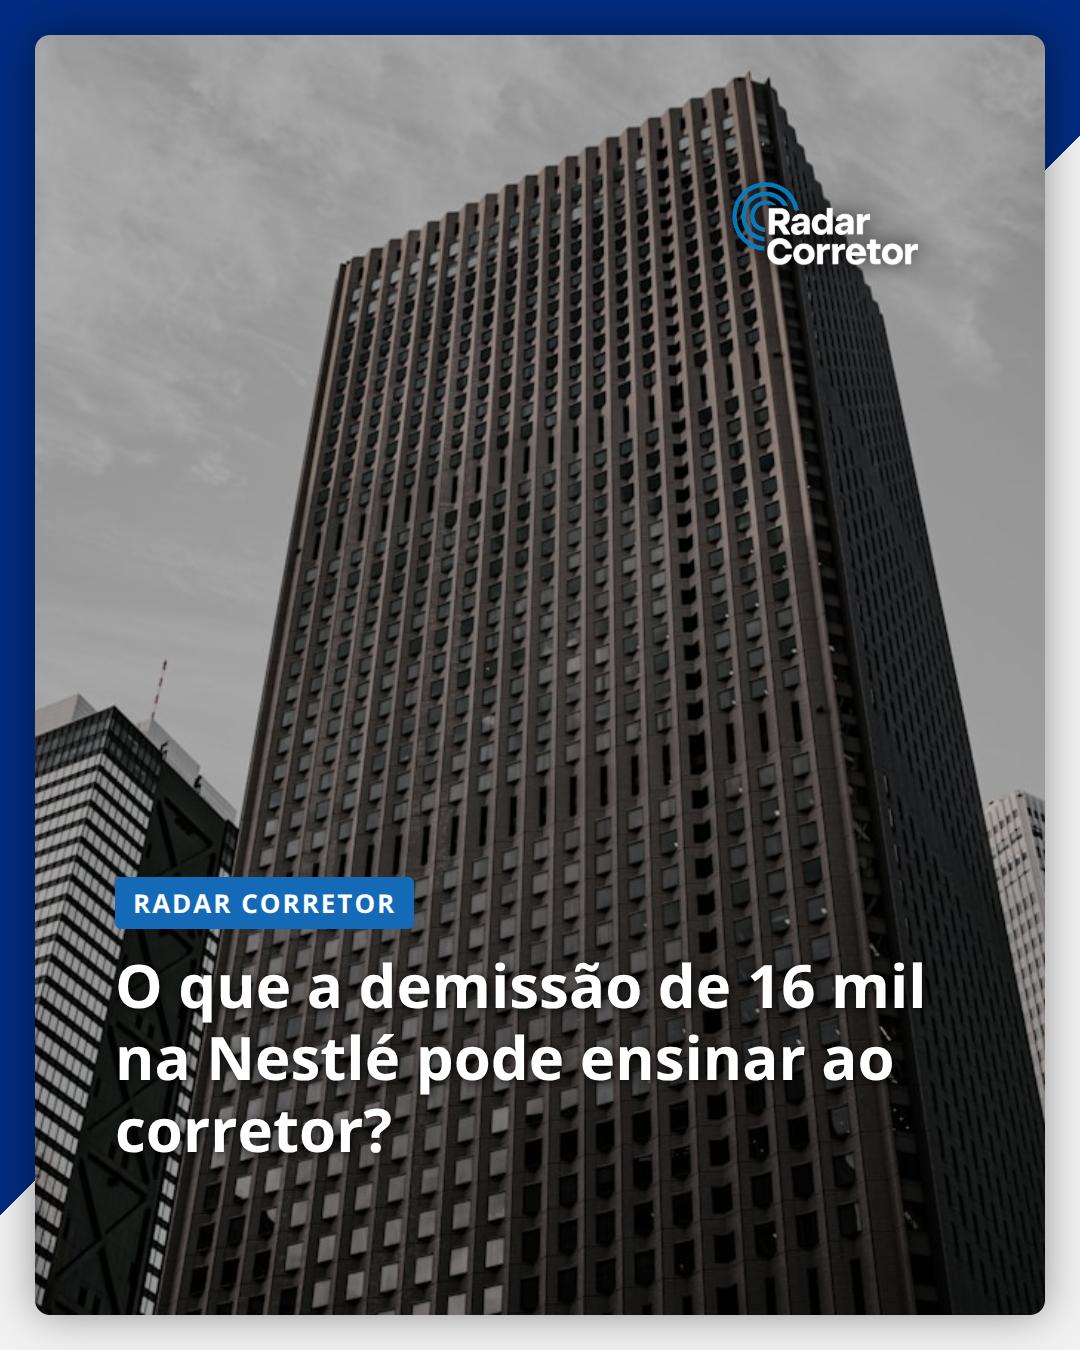 Radar
Corretor
RADAR CORRETOR
O que a demissão de 16 mil
na Nestlé pode ensinar ao
corretor?